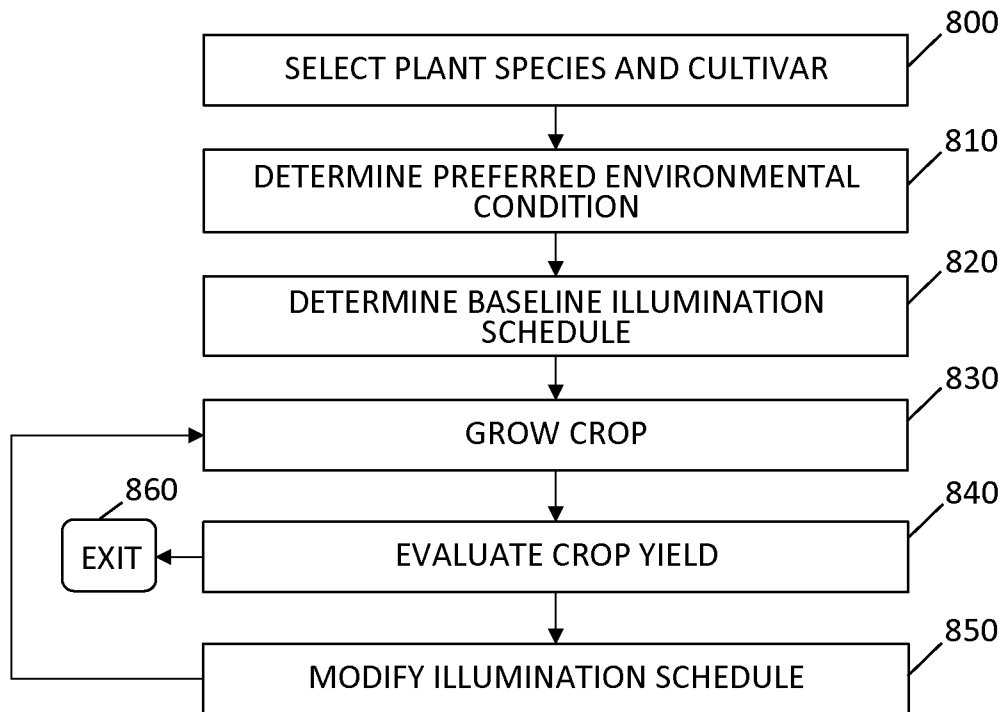 800
SELECT PLANT SPECIES AND CULTIVAR
810
DETERMINE PREFERRED ENVIRONMENTAL
CONDITION
820
DETERMINE BASELINE ILLUMINATION
SCHEDULE
830
GROW CROP
860
840
EXIT
EVALUATE CROP YIELD
850
MODIFY ILLUMINATION SCHEDULE